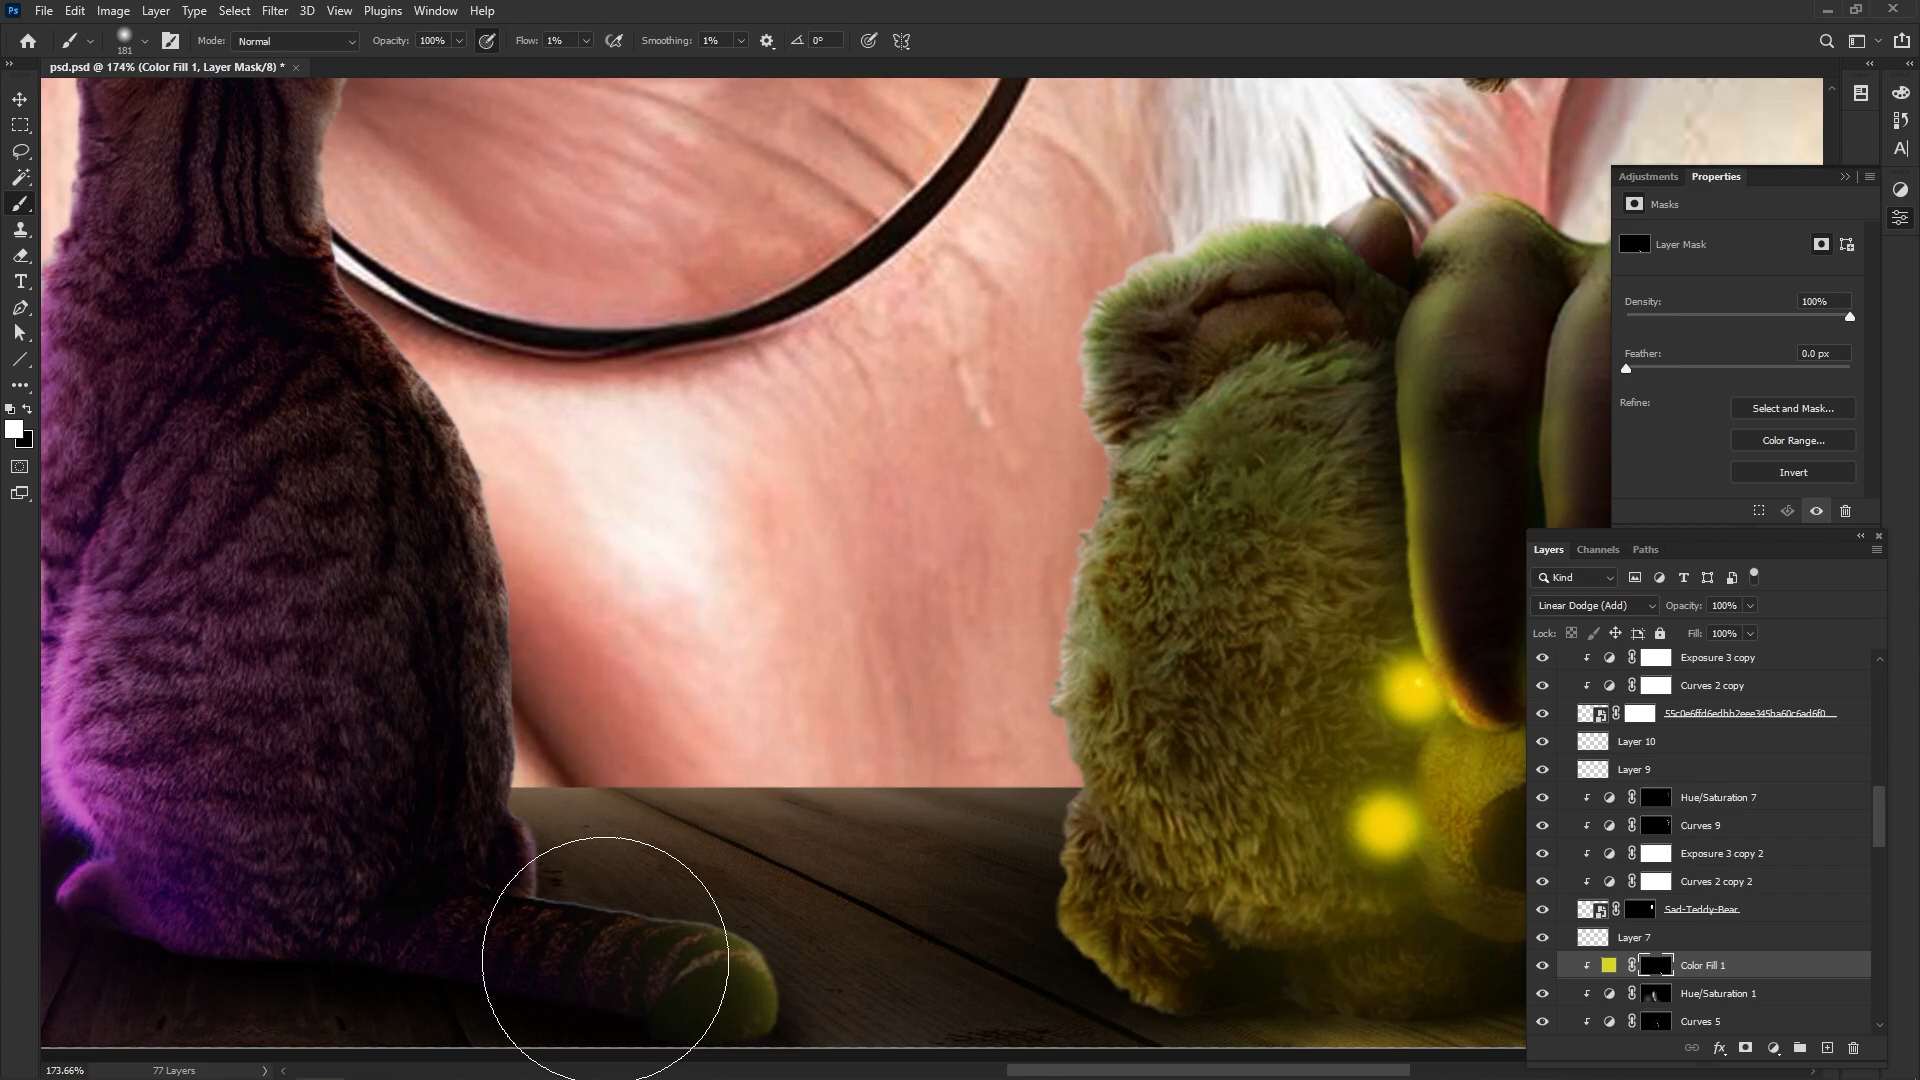 Ps File Edit Image Layer Type Select Filter 3D View Plugins Window Help
181 Mode: Normal Opacity: 100% Flow: 1% Smoothing: 1% 0°
psd.psd @ 174% (Color Fill 1, Layer Mask/8) *
Adjustments Properties
Masks
Layer Mask
Density: 100%
Feather: 0.0 px
Refine: Select and Mask...
Color Range...
Invert
Layers Channels Paths
Kind
Linear Dodge (Add) Opacity: 100%
Lock: Fill: 100%
Exposure 3 copy
Curves 2 copy
55c0e6ffd6edbb2eee345ba60c6ad6f0
Layer 10
Layer 9
Hue/Saturation 7
Curves 9
Exposure 3 copy 2
Curves 2 copy 2
Sad-Teddy-Bear
Layer 7
Color Fill 1
Hue/Saturation 1
Curves 5
fx
173.66% 77 Layers